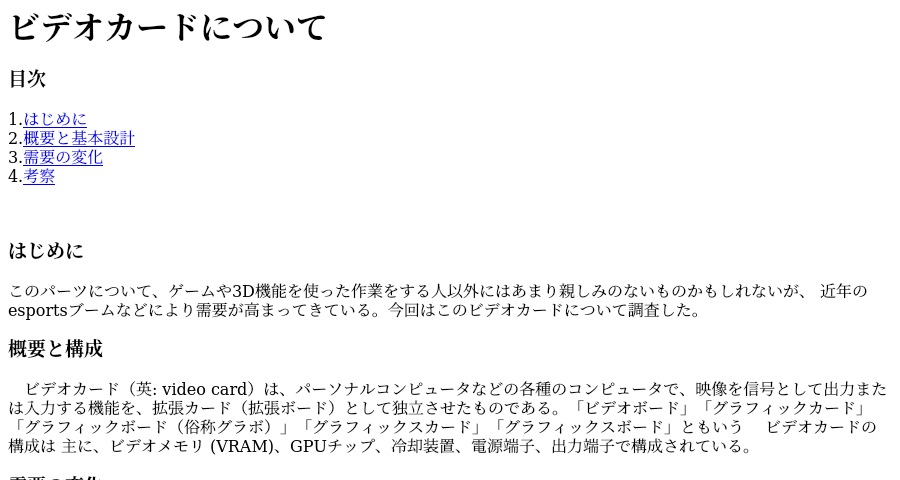 ビデオカードについて
目次
1.はじめに
2.概要と基本設計
3.需要の変化
4.考察
はじめに
このパーツについて、ゲームや3D機能を使った作業をする人以外にはあまり親しみのないものかもしれないが、 近年の
esportsブームなどにより需要が高まってきている。今回はこのビデオカードについて調査した。
概要と構成
　ビデオカード（英: video card）は、パーソナルコンピュータなどの各種のコンピュータで、映像を信号として出力また
は入力する機能を、拡張カード（拡張ボード）として独立させたものである。「ビデオボード」「グラフィックカード」
「グラフィックボード（俗称グラボ）」「グラフィックスカード」「グラフィックスボード」ともいう　 ビデオカードの
構成は 主に、ビデオメモリ (VRAM)、GPUチップ、冷却装置、電源端子、出力端子で構成されている。
需要の変化